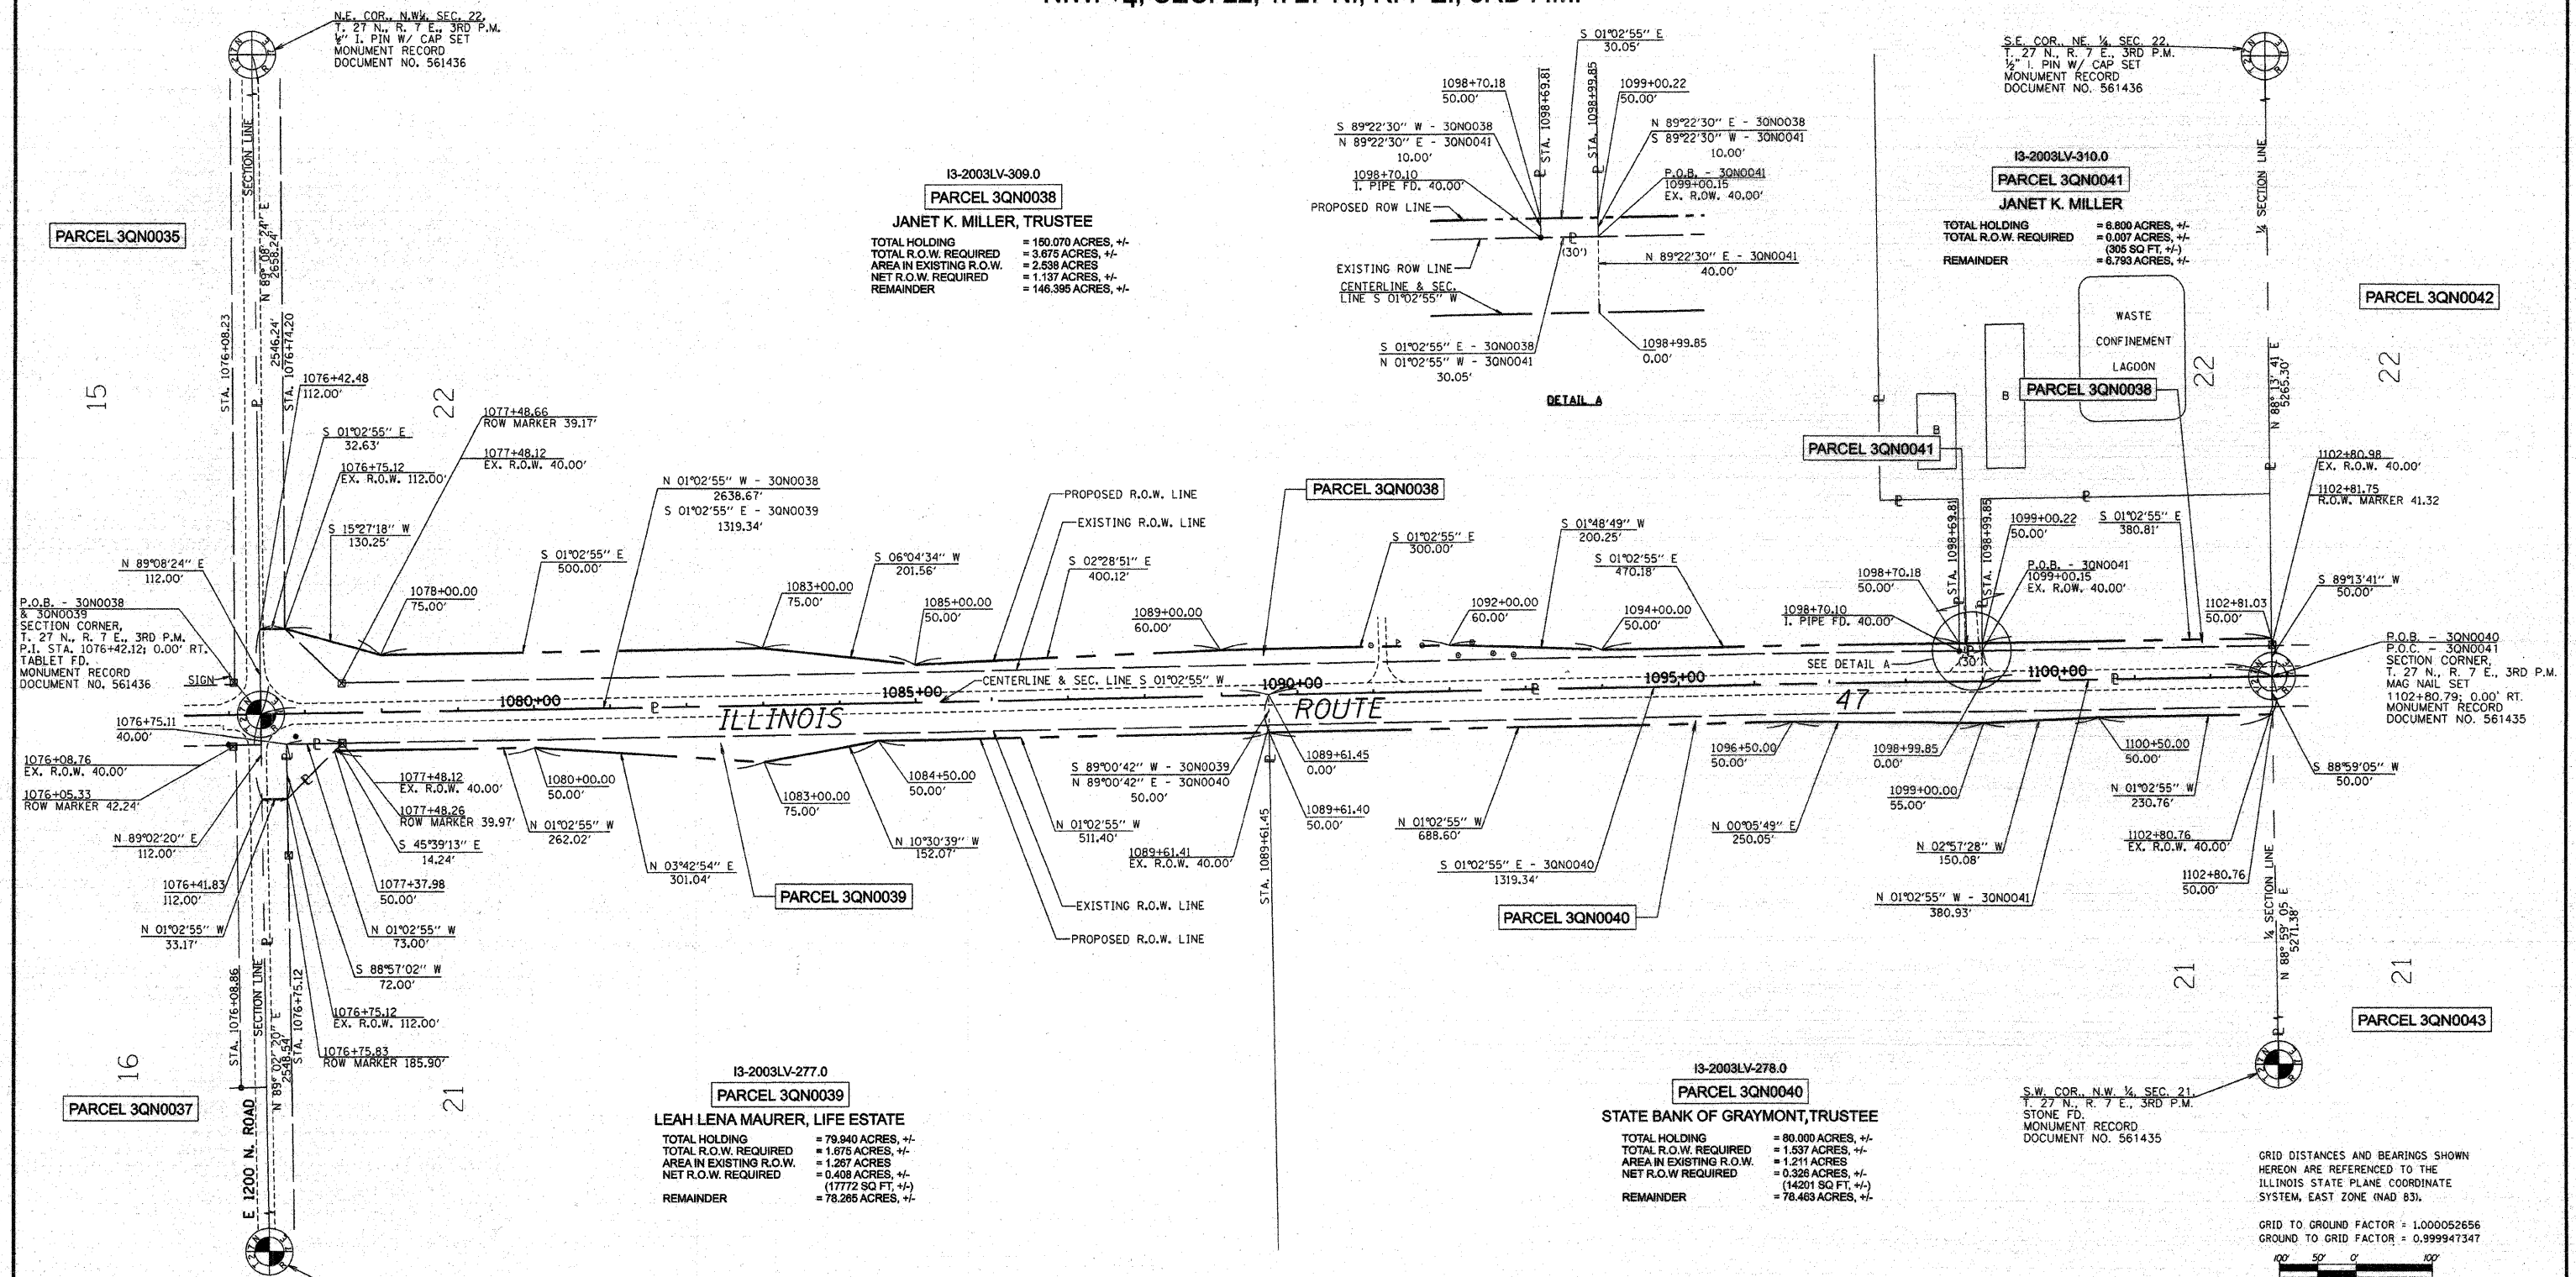 N.E. COR., N.W¼, SEC. 22,
T. 27 N., R. 7 E., 3RD P.M.
½" I. PIN W/ CAP SET
MONUMENT RECORD
DOCUMENT NO. 561436
PARCEL 3QN0035
SECTION LINE
N 89° 08' 24" E
2658.24'
2546.24'
STA. 1076+08.23
STA. 1076+74.20
15
22
I3-2003LV-309.0
PARCEL 3QN0038
JANET K. MILLER, TRUSTEE
TOTAL HOLDING = 150.070 ACRES, +/-
TOTAL R.O.W. REQUIRED = 3.675 ACRES, +/-
AREA IN EXISTING R.O.W. = 2.538 ACRES
NET R.O.W. REQUIRED = 1.137 ACRES, +/-
REMAINDER = 146.395 ACRES, +/-
S 01°02'55" E
30.05'
1098+70.18
50.00'
STA. 1098+69.81
STA. 1098+99.85
1099+00.22
50.00'
S 89°22'30" W - 3QN0038
N 89°22'30" E - 3QN0041
10.00'
N 89°22'30" E - 3QN0038
S 89°22'30" W - 3QN0041
10.00'
1098+70.10
I. PIPE FD. 40.00'
P.O.B. - 3QN0041
1099+00.15
EX. R.OW. 40.00'
PROPOSED ROW LINE
(30')
EXISTING ROW LINE
N 89°22'30" E - 3QN0041
40.00'
CENTERLINE & SEC.
LINE S 01°02'55" W
S 01°02'55" E - 3QN0038
N 01°02'55" W - 3QN0041
30.05'
1098+99.85
0.00'
DETAIL A
S.E. COR., NE. ¼, SEC. 22,
T. 27 N., R. 7 E., 3RD P.M.
½" I. PIN W/ CAP SET
MONUMENT RECORD
DOCUMENT NO. 561436
I3-2003LV-310.0
PARCEL 3QN0041
JANET K. MILLER
TOTAL HOLDING = 6.800 ACRES, +/-
TOTAL R.O.W. REQUIRED = 0.007 ACRES, +/-
(305 SQ FT, +/-)
REMAINDER = 6.793 ACRES, +/-
¼ SECTION LINE
PARCEL 3QN0042
WASTE
CONFINEMENT
LAGOON
B
B
22
22
N 88° 13' 41 E
5265.30'
PARCEL 3QN0038
PARCEL 3QN0041
1076+42.48
112.00'
S 01°02'55" E
32.63'
1076+75.12
EX. R.O.W. 112.00'
1077+48.66
ROW MARKER 39.17'
1077+48.12
EX. R.O.W. 40.00'
S 15°27'18" W
130.25'
N 89°08'24" E
112.00'
1078+00.00
75.00'
S 01°02'55" E
500.00'
N 01°02'55" W - 3QN0038
2638.67'
S 01°02'55" E - 3QN0039
1319.34'
1083+00.00
75.00'
S 06°04'34" W
201.56'
1085+00.00
50.00'
PROPOSED R.O.W. LINE
EXISTING R.O.W. LINE
S 02°28'51" E
400.12'
1089+00.00
60.00'
PARCEL 3QN0038
S 01°02'55" E
300.00'
1092+00.00
60.00'
S 01°48'49" W
200.25'
1094+00.00
50.00'
S 01°02'55" E
470.18'
1098+70.18
50.00'
1098+70.10
I. PIPE FD. 40.00'
STA. 1098+69.81
STA. 1098+99.85
1099+00.22
50.00'
P.O.B. - 3QN0041
1099+00.15
EX. R.O.W. 40.00'
S 01°02'55" E
380.81'
1102+80.98
EX. R.O.W. 40.00'
1102+81.75
R.O.W. MARKER 41.32
1102+81.03
50.00'
S 89°13'41" W
50.00'
P.O.B. - 3QN0038
& 3QN0039
SECTION CORNER,
T. 27 N., R. 7 E., 3RD P.M.
P.I. STA. 1076+42.12; 0.00' RT.
TABLET FD.
MONUMENT RECORD
DOCUMENT NO. 561436
SIGN
P.O.B. - 3QN0040
P.O.C. - 3QN0041
SECTION CORNER,
T. 27 N., R. 7 E., 3RD P.M.
MAG NAIL SET
1102+80.79; 0.00' RT.
MONUMENT RECORD
DOCUMENT NO. 561435
SEE DETAIL A
(30')
1080+00
1085+00
1090+00
1095+00
1100+00
CENTERLINE & SEC. LINE S 01°02'55" W
ILLINOIS
ROUTE
47
1076+75.11
40.00'
1076+08.76
EX. R.O.W. 40.00'
1076+05.33
ROW MARKER 42.24'
N 89°02'20" E
112.00'
1076+41.83
112.00'
N 01°02'55" W
33.17'
1077+48.12
EX. R.O.W. 40.00'
1077+48.26
ROW MARKER 39.97'
S 45°39'13" E
14.24'
1077+37.98
50.00'
N 01°02'55" W
73.00'
S 88°57'02" W
72.00'
1076+75.12
EX. R.O.W. 112.00'
1076+75.83
ROW MARKER 185.90'
1080+00.00
50.00'
N 01°02'55" W
262.02'
N 03°42'54" E
301.04'
1083+00.00
75.00'
PARCEL 3QN0039
1084+50.00
50.00'
N 10°30'39" W
152.07'
N 01°02'55" W
511.40'
EXISTING R.O.W. LINE
PROPOSED R.O.W. LINE
S 89°00'42" W - 3QN0039
N 89°00'42" E - 3QN0040
50.00'
1089+61.45
0.00'
1089+61.40
50.00'
1089+61.41
EX. R.O.W. 40.00'
STA. 1089+61.45
N 01°02'55" W
688.60'
S 01°02'55" E - 3QN0040
1319.34'
PARCEL 3QN0040
1096+50.00
50.00'
N 00°05'49" E
250.05'
1098+99.85
0.00'
1099+00.00
55.00'
N 02°57'28" W
150.08'
N 01°02'55" W - 3QN0041
380.93'
1100+50.00
50.00'
N 01°02'55" W
230.76'
1102+80.76
EX. R.O.W. 40.00'
1102+80.76
50.00'
S 88°59'05" W
50.00'
¼ SECTION LINE
N 88° 59' 05 E
5271.38'
21
21
PARCEL 3QN0043
16
PARCEL 3QN0037
STA. 1076+08.86
SECTION LINE
N 89° 02' 20" E
2548.54'
STA. 1076+75.12
E 1200 N. ROAD
21
I3-2003LV-277.0
PARCEL 3QN0039
LEAH LENA MAURER, LIFE ESTATE
TOTAL HOLDING = 79.940 ACRES, +/-
TOTAL R.O.W. REQUIRED = 1.675 ACRES, +/-
AREA IN EXISTING R.O.W. = 1.267 ACRES
NET R.O.W. REQUIRED = 0.408 ACRES, +/-
(17772 SQ FT, +/-)
REMAINDER = 78.265 ACRES, +/-
I3-2003LV-278.0
PARCEL 3QN0040
STATE BANK OF GRAYMONT,TRUSTEE
TOTAL HOLDING = 80.000 ACRES, +/-
TOTAL R.O.W. REQUIRED = 1.537 ACRES, +/-
AREA IN EXISTING R.O.W. = 1.211 ACRES
NET R.O.W REQUIRED = 0.326 ACRES, +/-
(14201 SQ FT, +/-)
REMAINDER = 78.463 ACRES, +/-
S.W. COR., N.W. ¼, SEC. 21,
T. 27 N., R. 7 E., 3RD P.M.
STONE FD.
MONUMENT RECORD
DOCUMENT NO. 561435
GRID DISTANCES AND BEARINGS SHOWN
HEREON ARE REFERENCED TO THE
ILLINOIS STATE PLANE COORDINATE
SYSTEM, EAST ZONE (NAD 83).
GRID TO GROUND FACTOR = 1.000052656
GROUND TO GRID FACTOR = 0.999947347
100' 50' 0' 100'